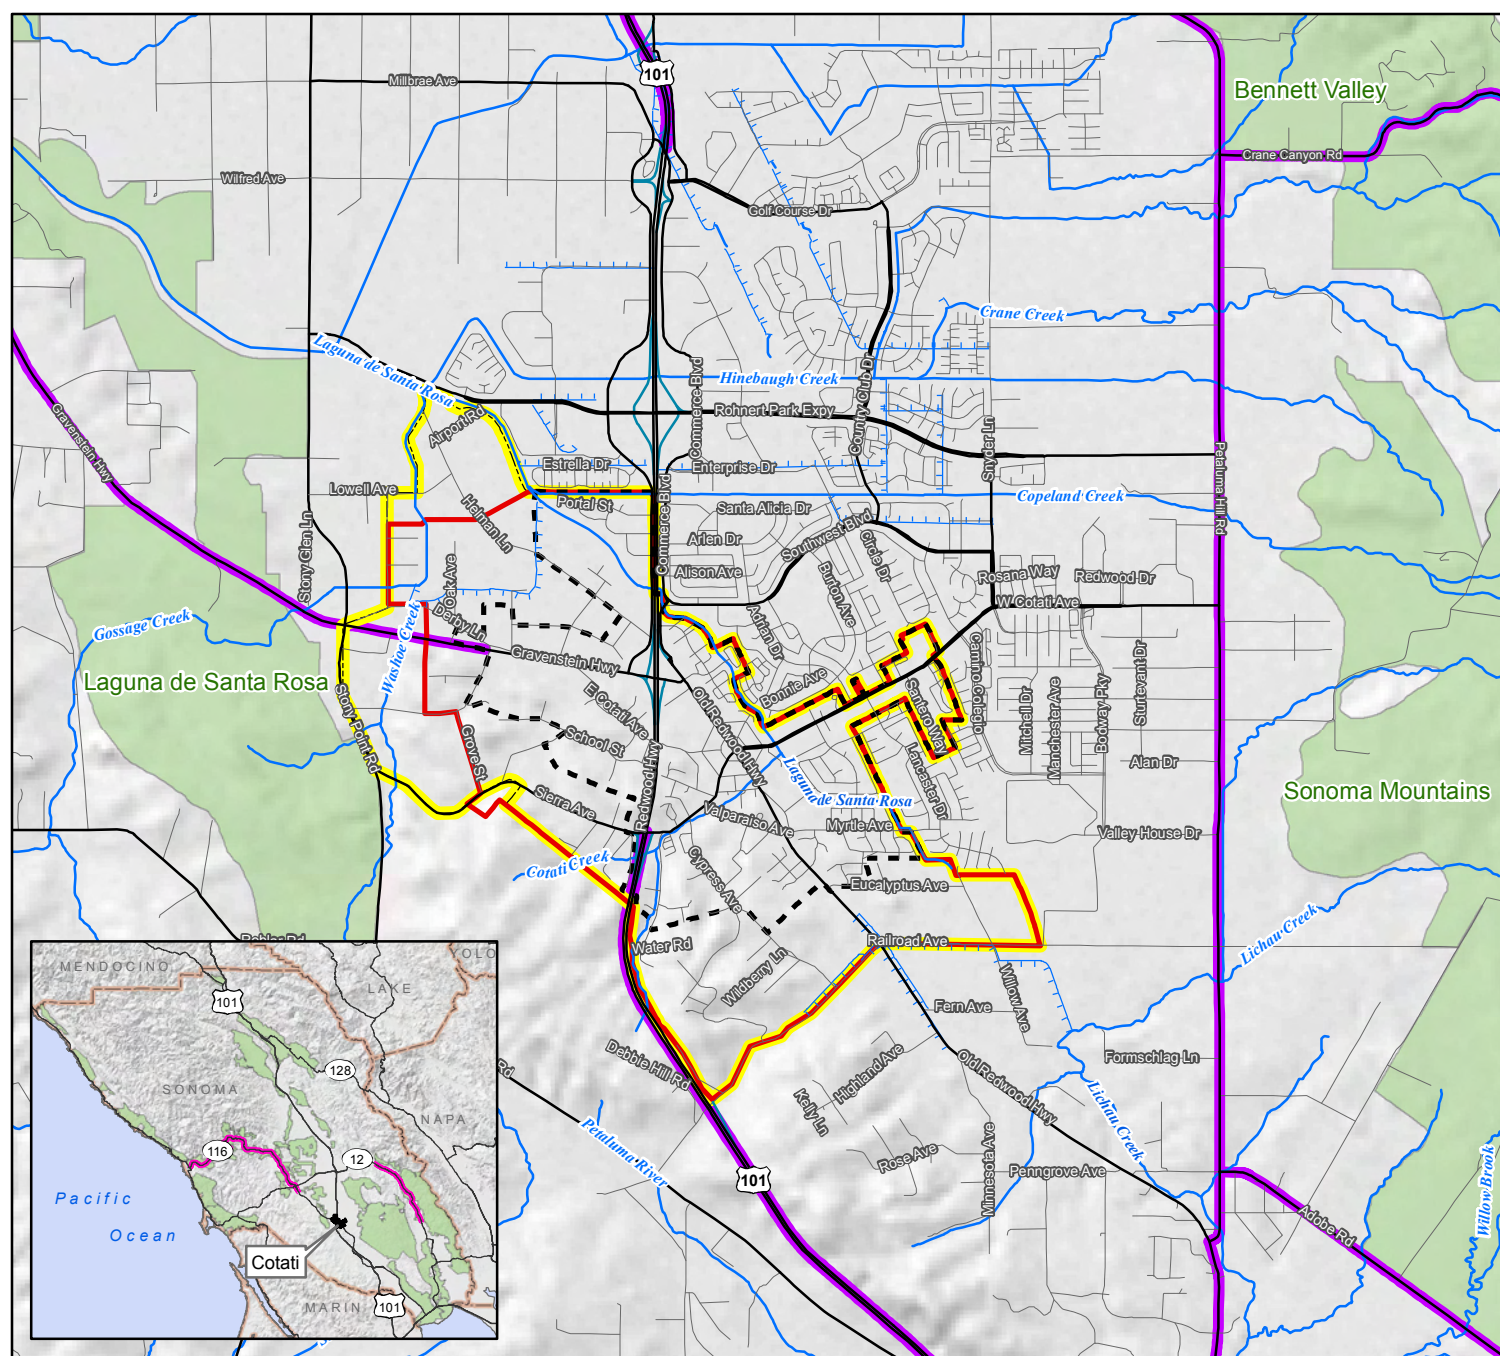 101
Bennett Valley
Millbrae Ave
Crane Canyon Rd
Wilfred Ave
Golf Course Dr
Crane Creek
Laguna de Santa Rosa
Hinebaugh Creek
Commerce Blvd
Country Club Dr
Gravenstein Hwy
Airport Rd
Rohnert Park Expy
Snyder Ln
Petaluma Hill Rd
Estrella Dr
Enterprise Dr
Lowell Ave
Portal St
Commerce Blvd
Copeland Creek
Santa Alicia Dr
Helman Ln
Stony Glen Ln
Arlen Dr
Southwest Blvd
Circle Dr
Alison Ave
Burton Ave
Rosana Way
Redwood Dr
Oak Ave
W Cotati Ave
Derby Ln
Gossage Creek
Washoe Creek
Adrian Dr
Gravenstein Hwy
Camino Colegio
Sturtevant Dr
Laguna de Santa Rosa
Bonnie Ave
Santero Way
Mitchell Dr
Manchester Ave
Bodway Pky
E Cotati Ave
Old Redwood Hwy
Stony Point Rd
School St
Grove St
Redwood Hwy
Alan Dr
Lancaster Dr
Laguna de Santa Rosa
Sonoma Mountains
Sierra Ave
Valparaiso Ave
Myrtle Ave
Valley House Dr
Cotati Creek
Cypress Ave
Eucalyptus Ave
Lichau Creek
Water Rd
Railroad Ave
Wildberry Ln
Willow Ave
Fern Ave
Debbie Hill Rd
Highland Ave
Kelly Ln
Old Redwood Hwy
Formschlag Ln
Lichau Creek
Rd
Petaluma River
Rose Ave
Minnesota Ave
Penngrove Ave
101
Adobe Rd
Willow Brook
MENDOCINO
LAKE
101
SONOMA
128
NAPA
116
12
Pacific
Ocean
Cotati
MARIN
101